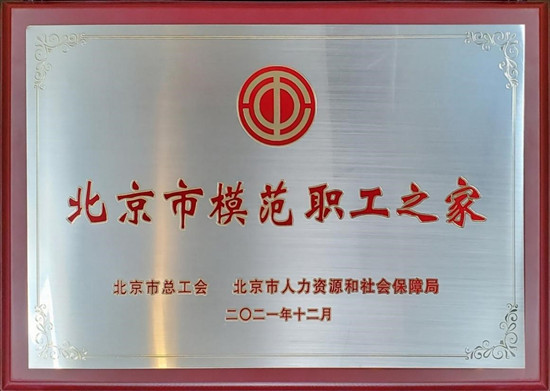 北京市模范职工之家
北京市总工会 北京市人力资源和社会保障局
二〇二一年十二月